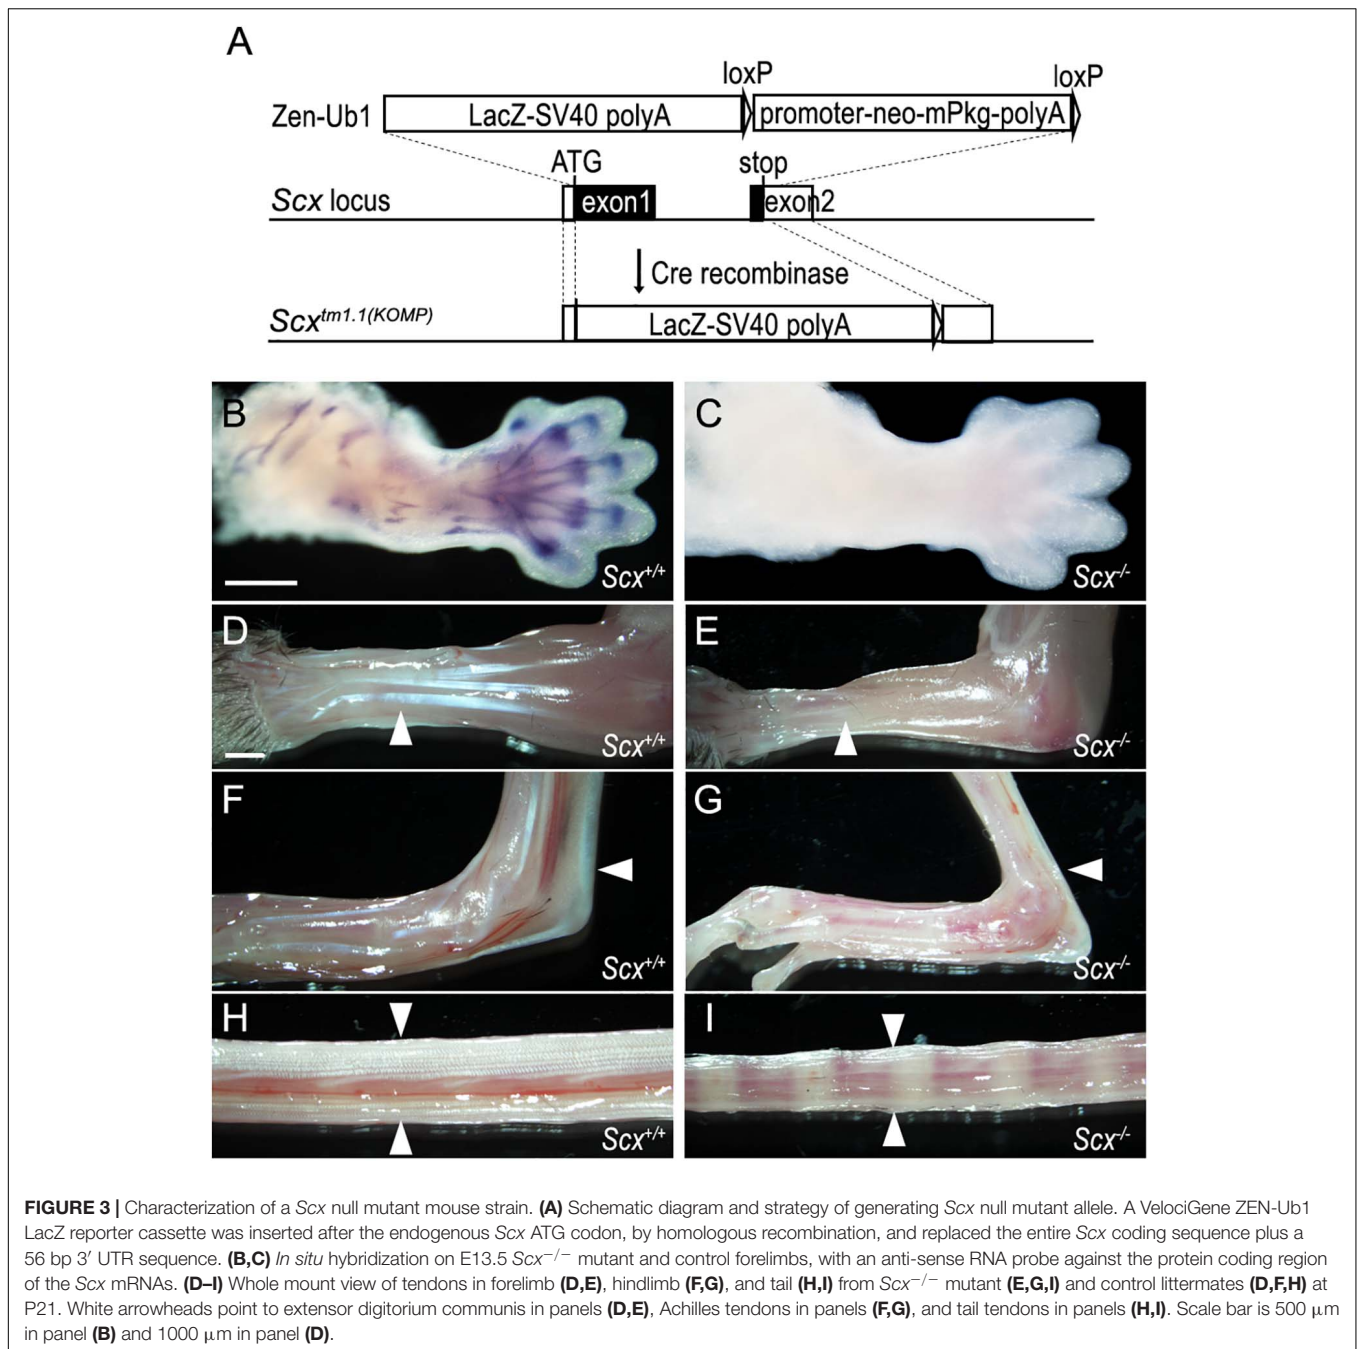 A
loxP
loxP
Zen-Ub1
LacZ-SV40 polyA
promoter-neo-mPkg-polyA
ATG
stop
Scx locus
exon1
exon2
Cre recombinase
Scx^tm1.1(KOMP)
LacZ-SV40 polyA
B
Scx+/+
C
Scx-/-
D
Scx+/+
E
Scx-/-
F
Scx+/+
G
Scx-/-
H
Scx+/+
I
Scx-/-
FIGURE 3 | Characterization of a Scx null mutant mouse strain. (A) Schematic diagram and strategy of generating Scx null mutant allele. A VelociGene ZEN-Ub1
LacZ reporter cassette was inserted after the endogenous Scx ATG codon, by homologous recombination, and replaced the entire Scx coding sequence plus a
56 bp 3′ UTR sequence. (B,C) In situ hybridization on E13.5 Scx−/− mutant and control forelimbs, with an anti-sense RNA probe against the protein coding region
of the Scx mRNAs. (D–I) Whole mount view of tendons in forelimb (D,E), hindlimb (F,G), and tail (H,I) from Scx−/− mutant (E,G,I) and control littermates (D,F,H) at
P21. White arrowheads point to extensor digitorium communis in panels (D,E), Achilles tendons in panels (F,G), and tail tendons in panels (H,I). Scale bar is 500 μm
in panel (B) and 1000 μm in panel (D).